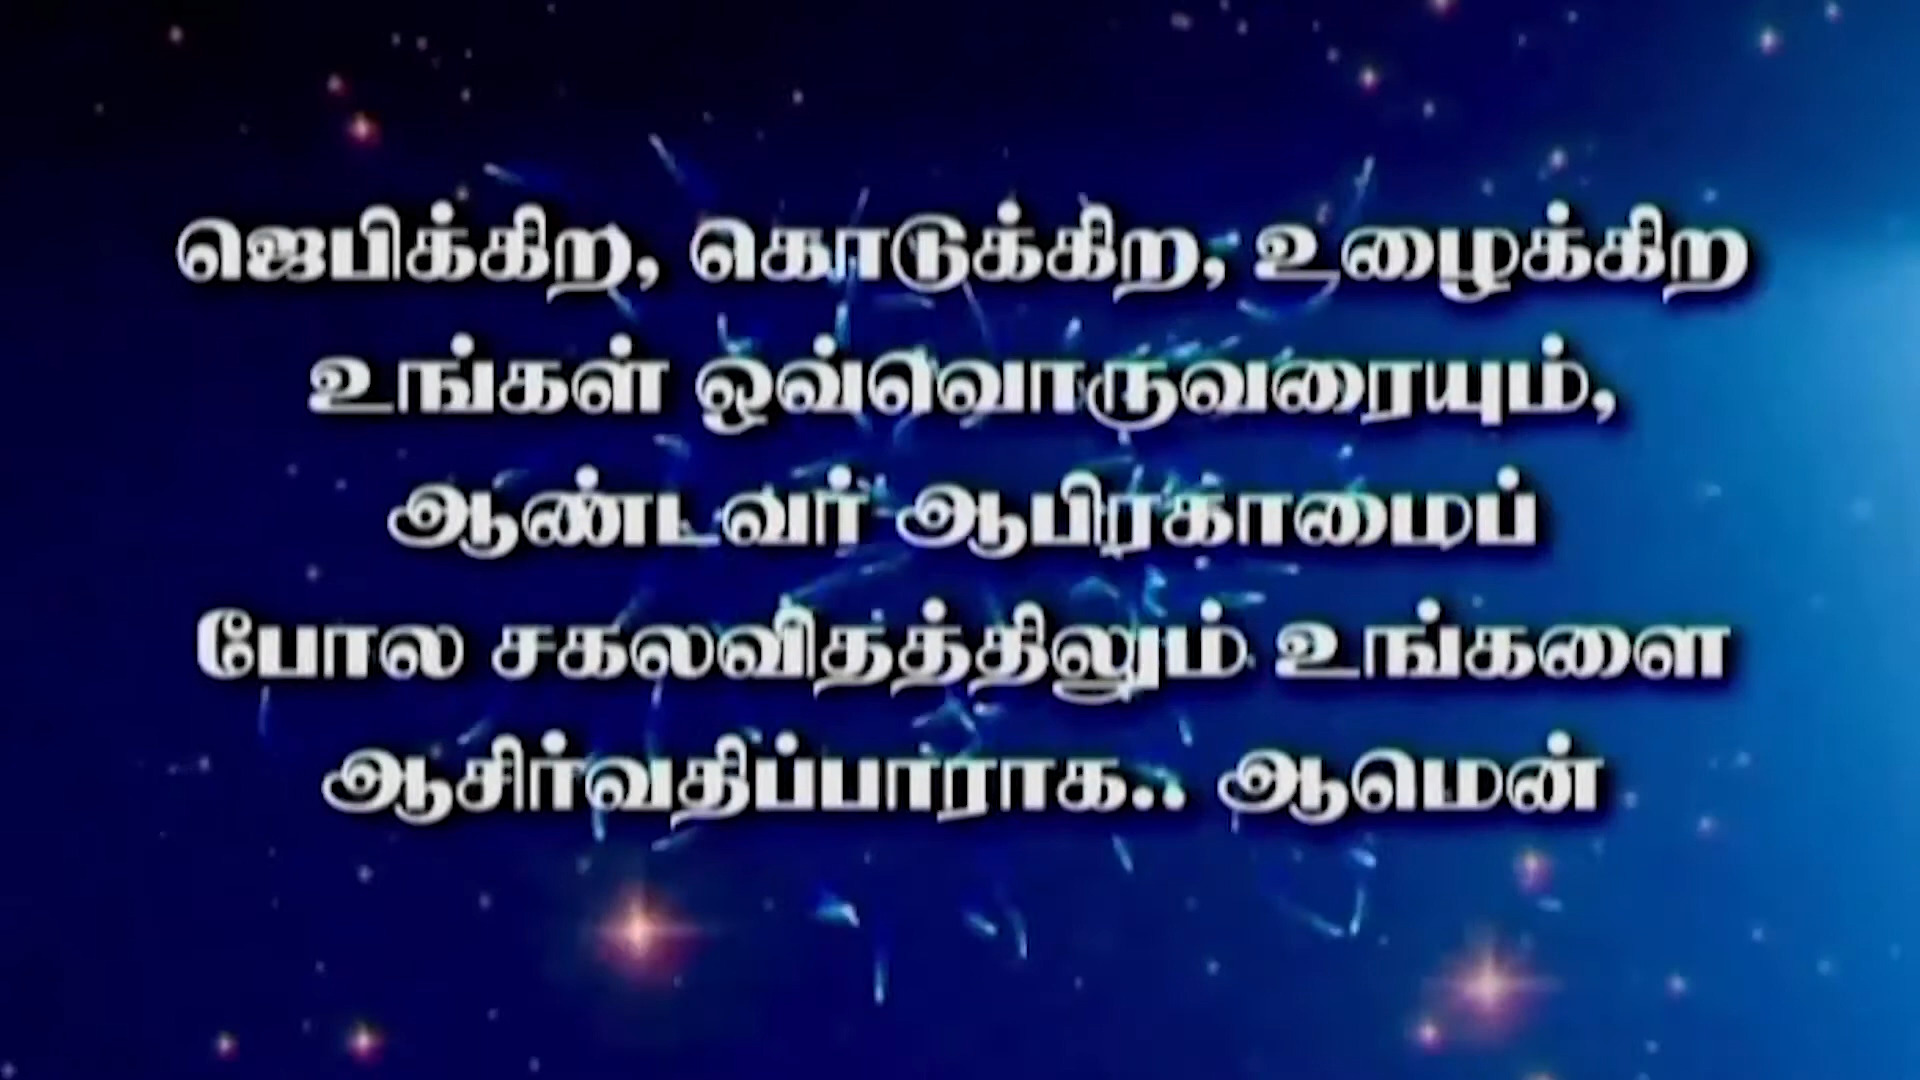 ஜெபிக்கிற, கொடுக்கிற, உழைக்கிற
உங்கள் ஒவ்வொருவரையும்,
ஆண்டவர் ஆபிரகாமைப்
போல சகலவிதத்திலும் உங்களை
ஆசிர்வதிப்பாராக.. ஆமென்